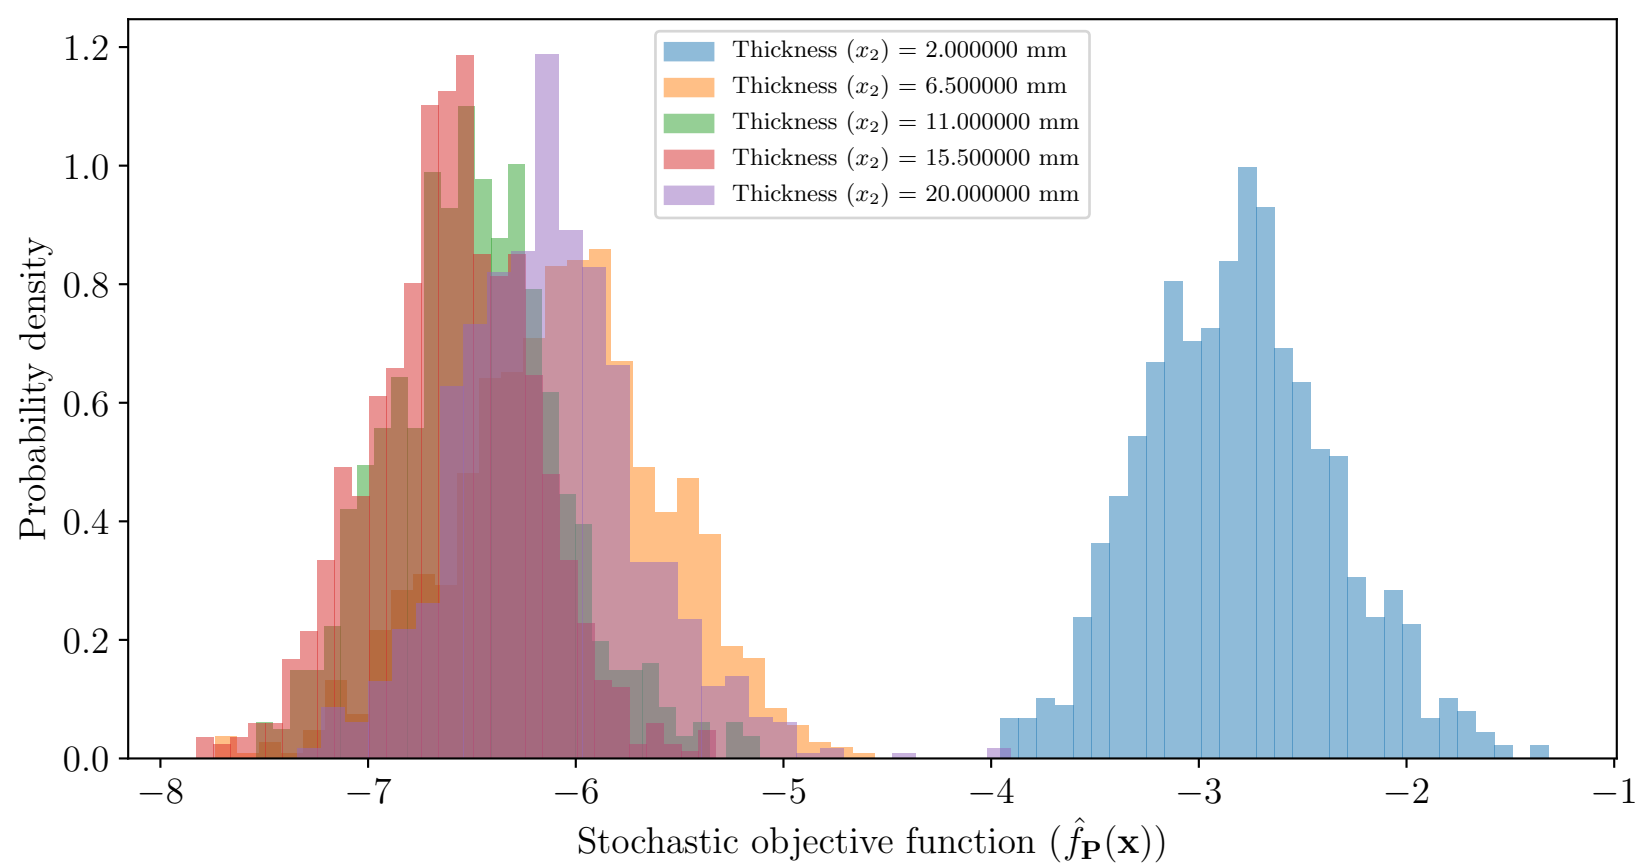 Probability density
1.2
1.0
0.8
0.6
0.4
0.2
0.0
Thickness (x₂) = 2.000000 mm
Thickness (x₂) = 6.500000 mm
Thickness (x₂) = 11.000000 mm
Thickness (x₂) = 15.500000 mm
Thickness (x₂) = 20.000000 mm
−8 −7 −6 −5 −4 −3 −2 −1
Stochastic objective function (f̂_P(x))